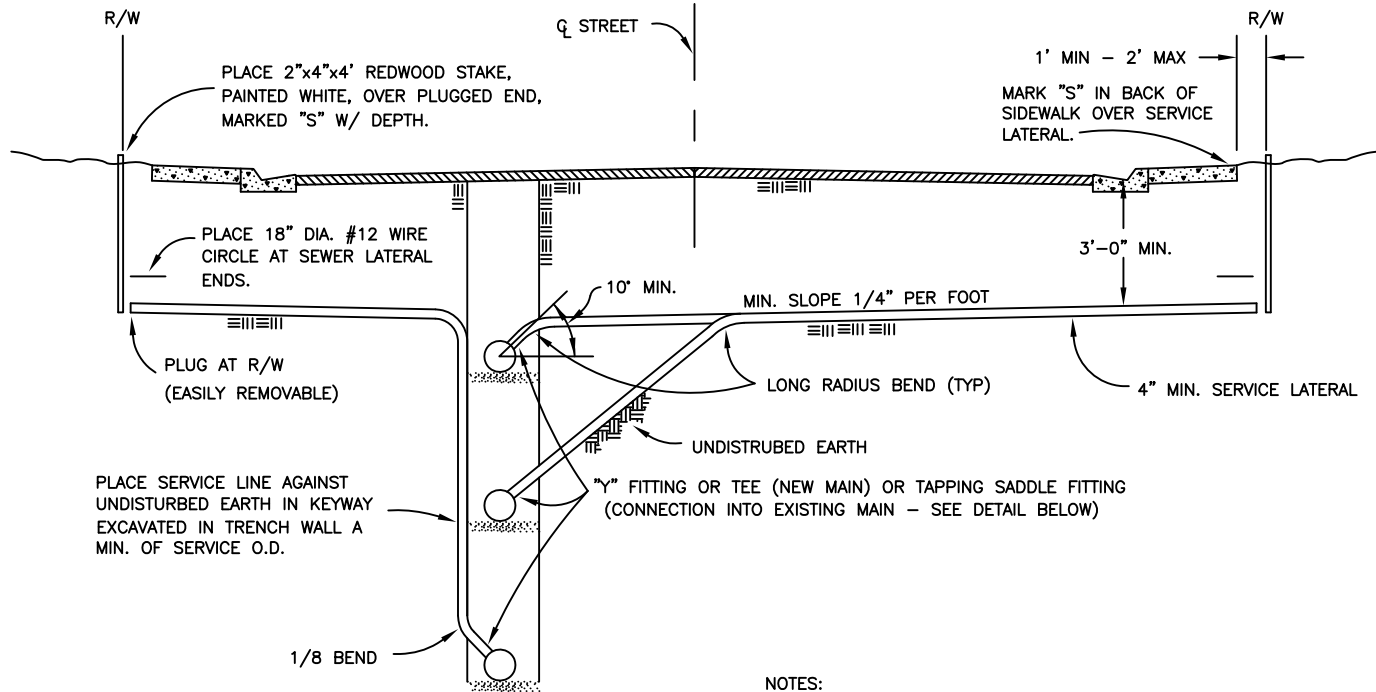 R/W
℄ STREET
R/W
1' MIN - 2' MAX
PLACE 2"x4"x4' REDWOOD STAKE,
PAINTED WHITE, OVER PLUGGED END,
MARKED "S" W/ DEPTH.
MARK "S" IN BACK OF
SIDEWALK OVER SERVICE
LATERAL.
PLACE 18" DIA. #12 WIRE
CIRCLE AT SEWER LATERAL
ENDS.
3'-0" MIN.
10° MIN.
MIN. SLOPE 1/4" PER FOOT
PLUG AT R/W
(EASILY REMOVABLE)
LONG RADIUS BEND (TYP)
4" MIN. SERVICE LATERAL
UNDISTRUBED EARTH
PLACE SERVICE LINE AGAINST
UNDISTURBED EARTH IN KEYWAY
EXCAVATED IN TRENCH WALL A
MIN. OF SERVICE O.D.
"Y" FITTING OR TEE (NEW MAIN) OR TAPPING SADDLE FITTING
(CONNECTION INTO EXISTING MAIN - SEE DETAIL BELOW)
1/8 BEND
NOTES: